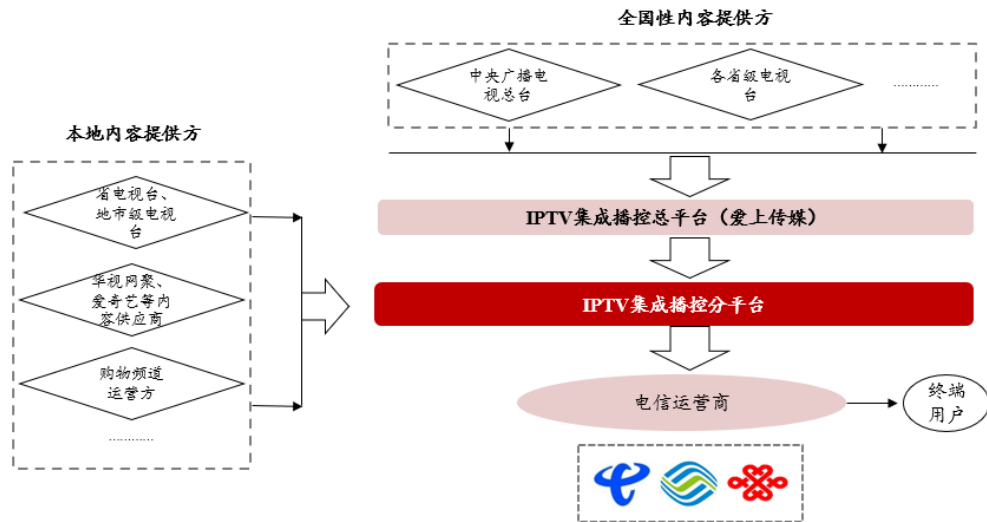 全国性内容提供方
中央广播电
视总台
各省级电视
台
…………
本地内容提供方
省电视台、
地市级电视
台
华视网聚、
爱奇艺等内
容供应商
购物频道
运营方
…………
IPTV集成播控总平台（爱上传媒）
IPTV集成播控分平台
电信运营商
终端
用户